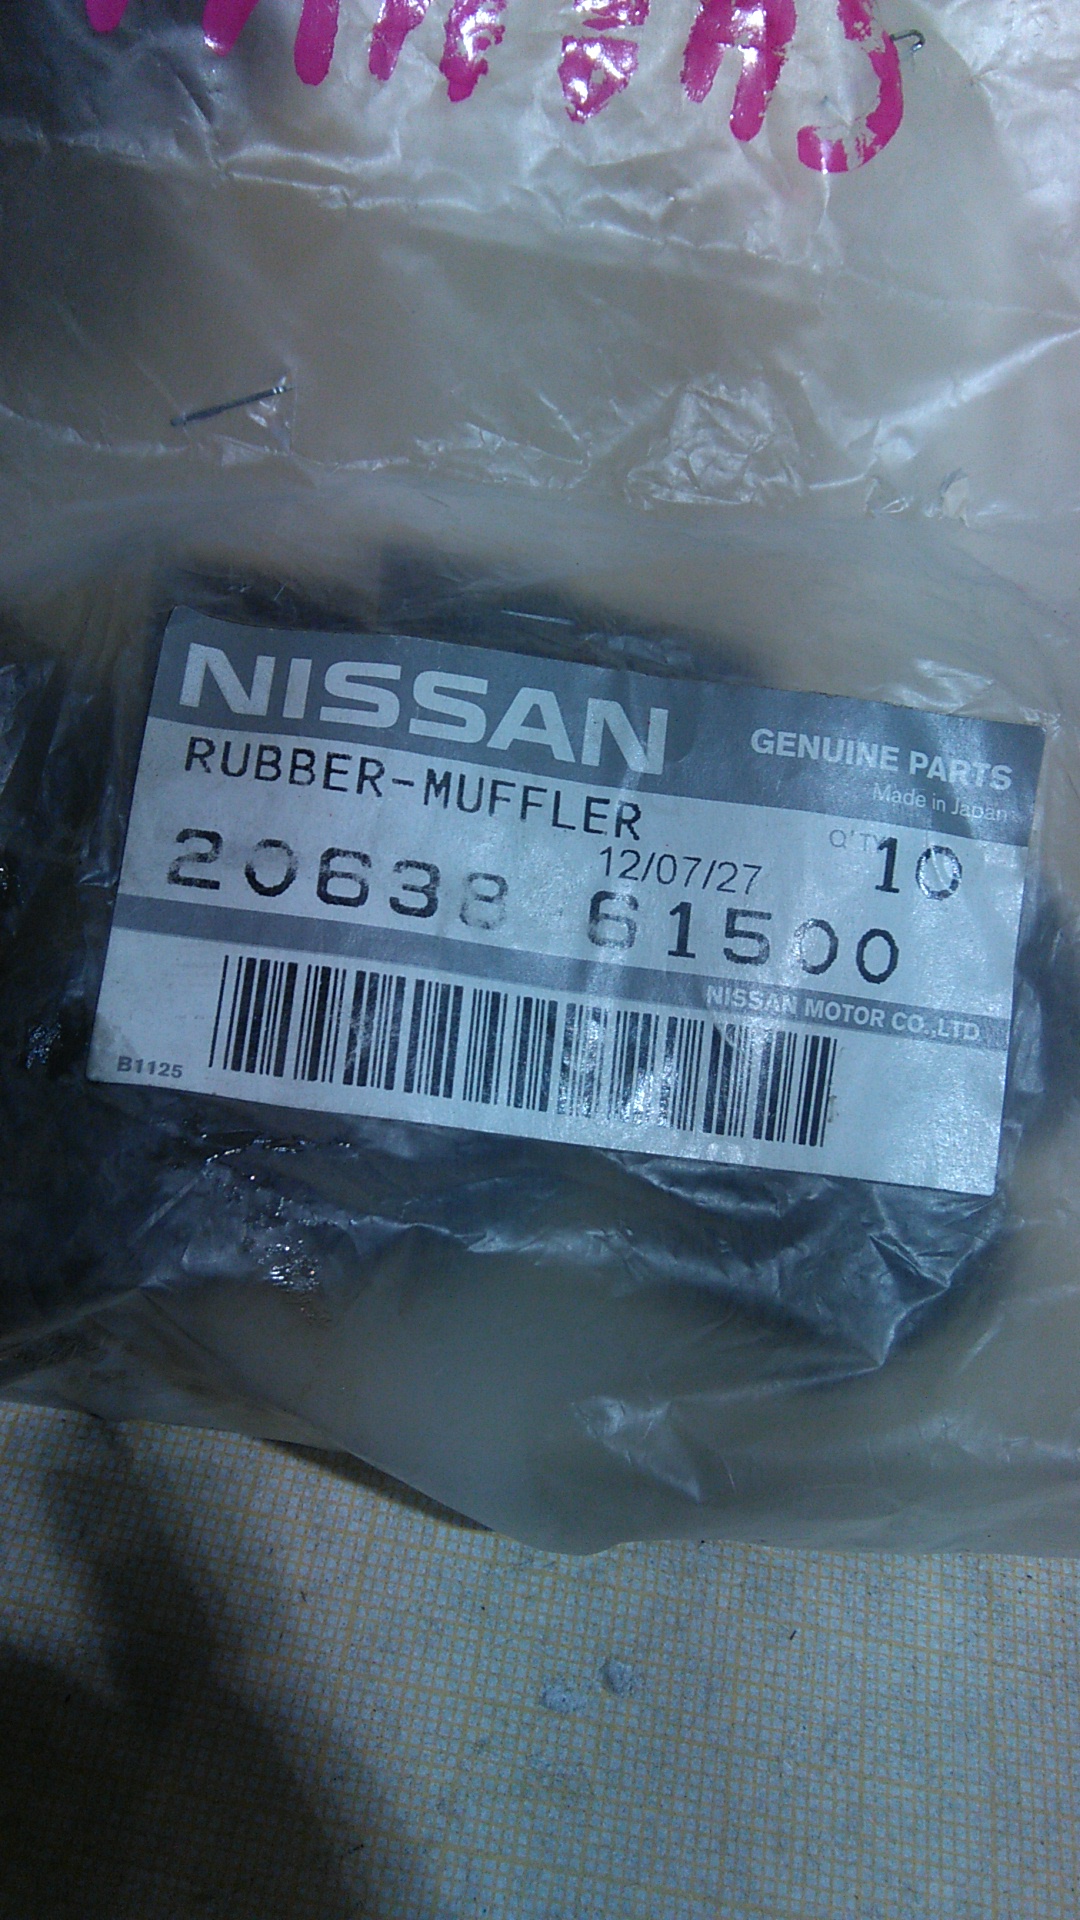 NISSAN
GENUINE PARTS
Made in Japan
RUBBER-MUFFLER
Q'TY 10
12/07/27
20638 61500
NISSAN MOTOR CO.,LTD.
B1125